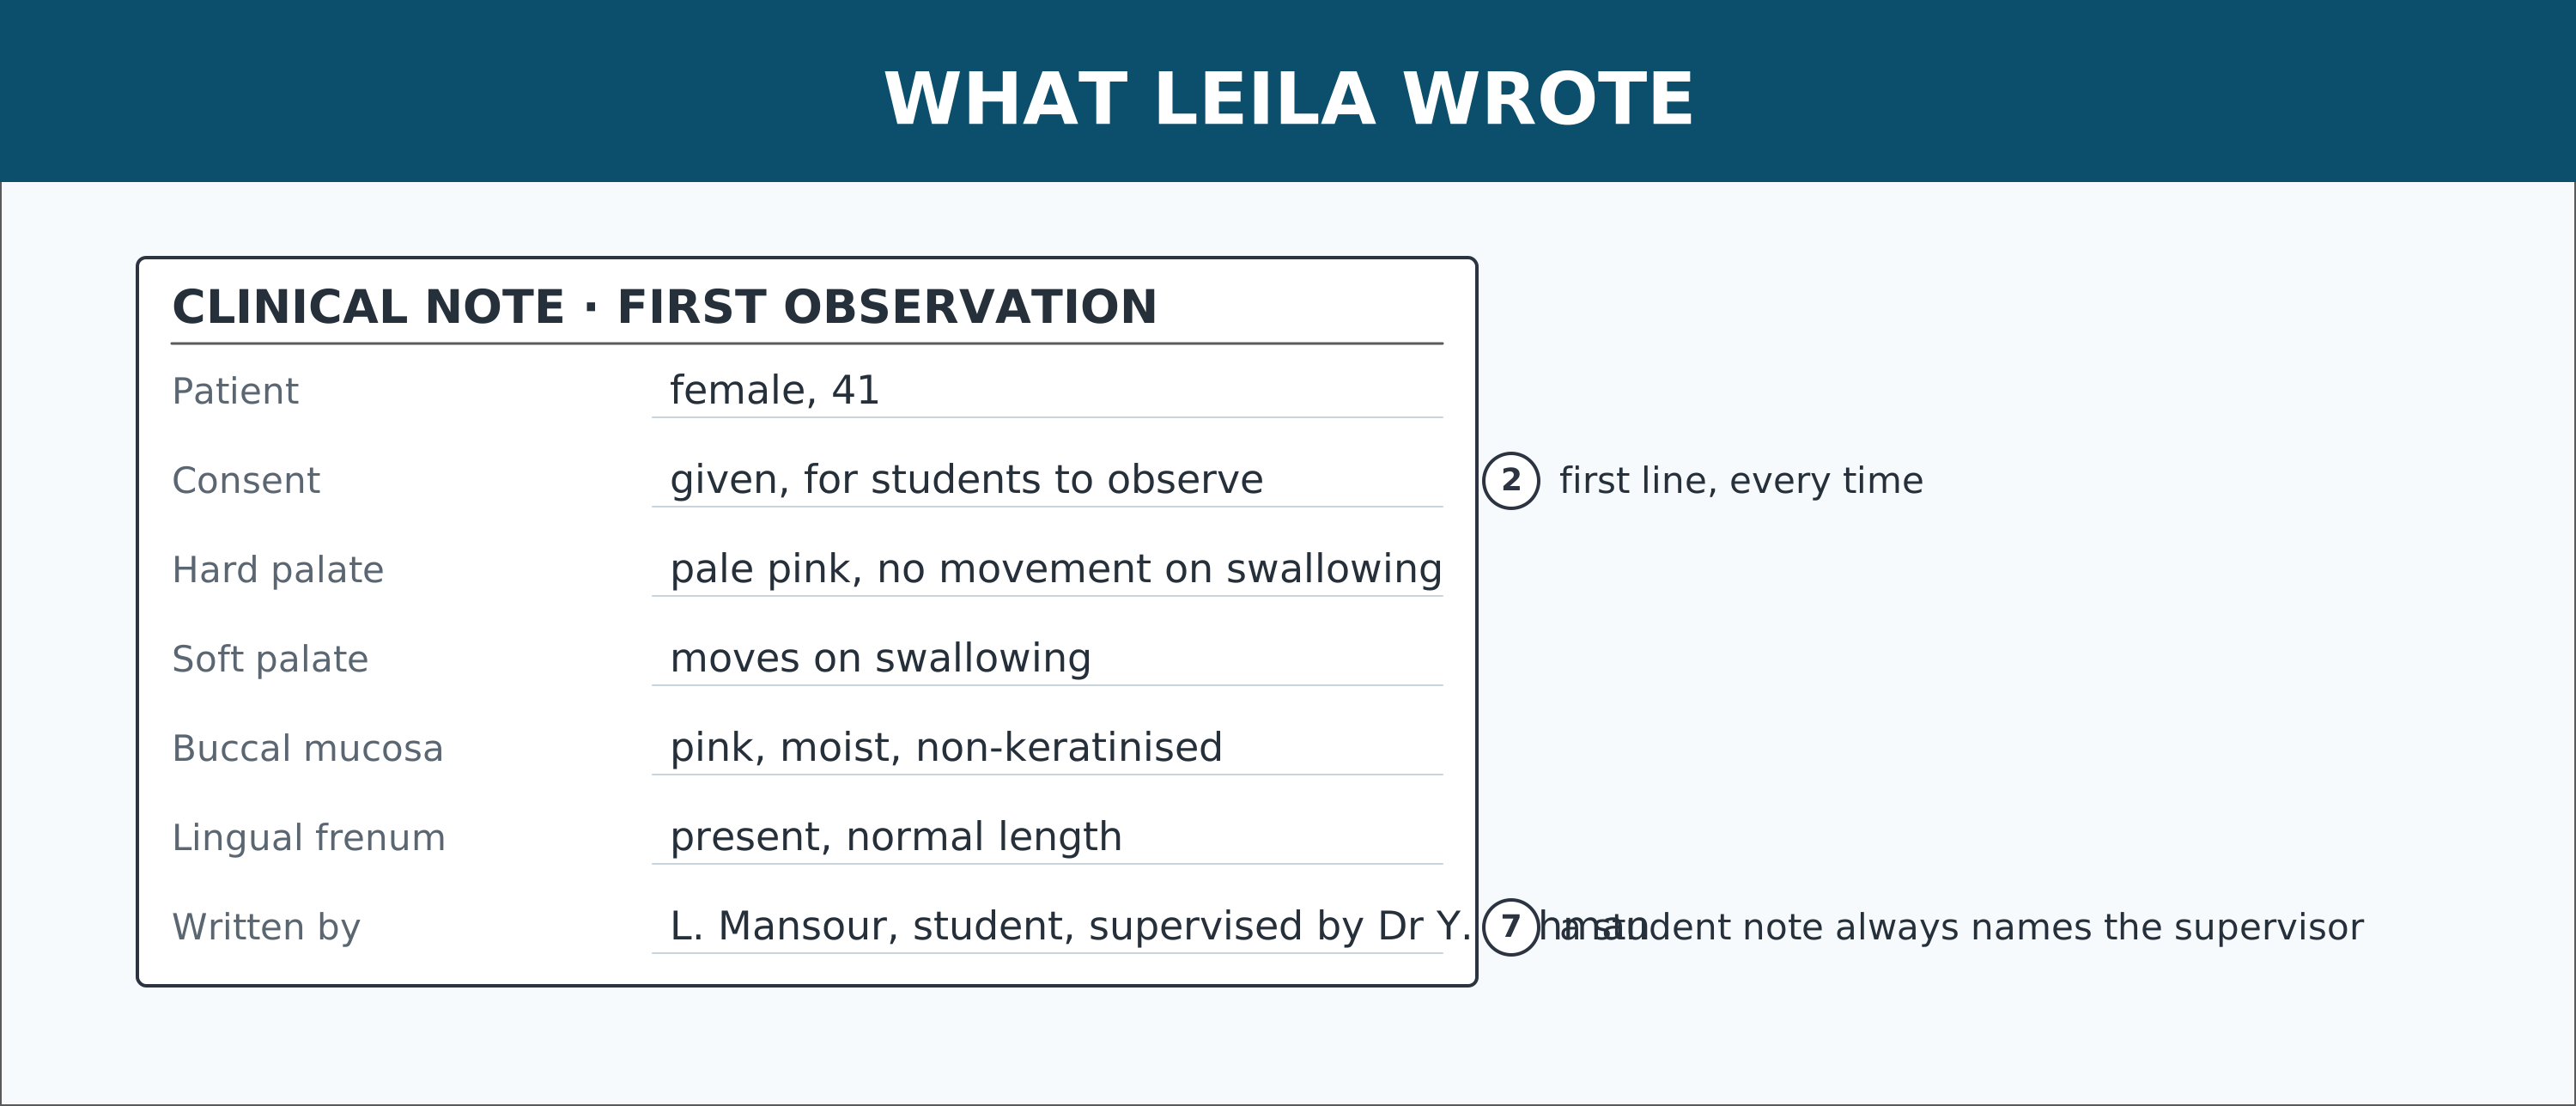 WHAT LEILA WROTE
CLINICAL NOTE · FIRST OBSERVATION
Patient female, 41
Consent given, for students to observe
2 first line, every time
Hard palate pale pink, no movement on swallowing
Soft palate moves on swallowing
Buccal mucosa pink, moist, non-keratinised
Lingual frenum present, normal length
Written by L. Mansour, student, supervised by Dr Y.
7 a student note always names the supervisor